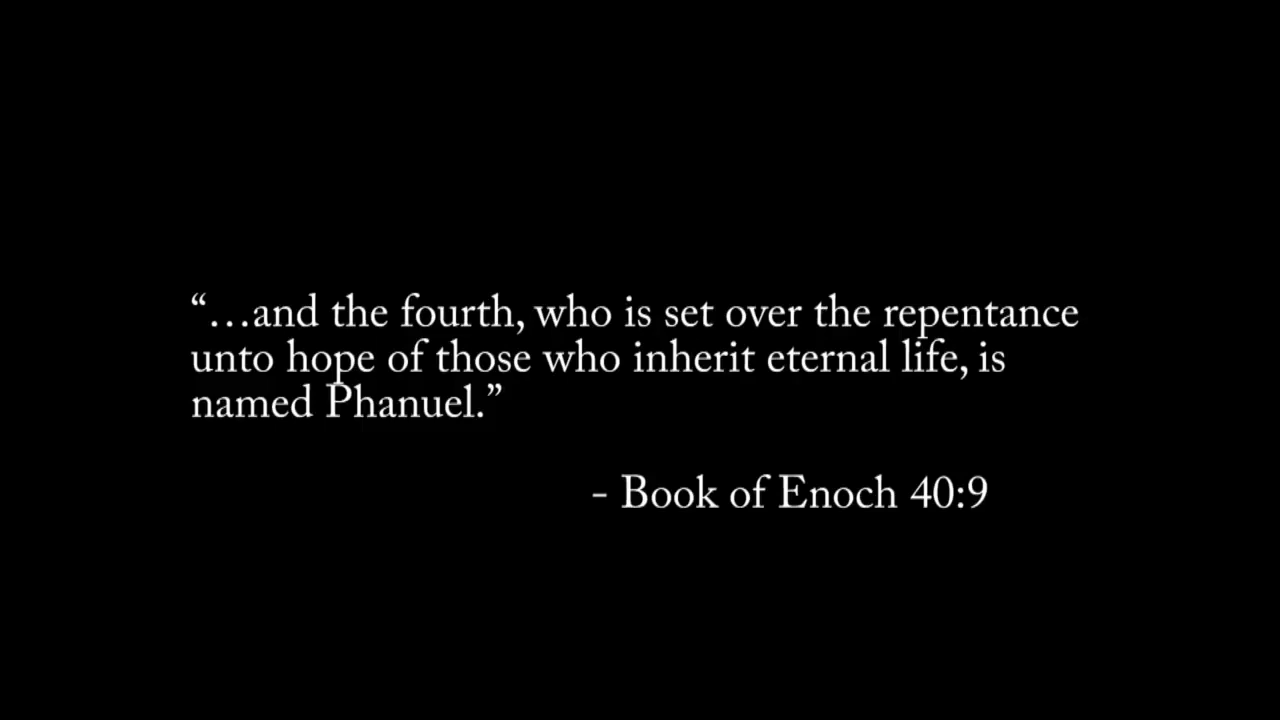 “…and the fourth, who is set over the repentance
unto hope of those who inherit eternal life, is
named Phanuel.”
- Book of Enoch 40:9